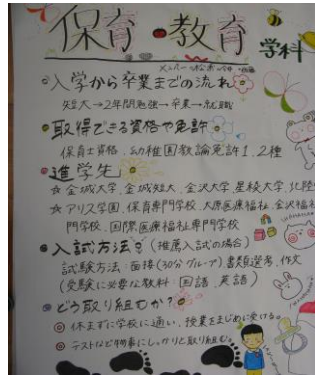 保育・教育学科
入学から卒業までの流れ
短大→2年間勉強→卒業→就職
取得できる資格や免許
保育士資格、幼稚園教諭免許1、2種
進学先
☆金城大学、金城短大、金沢大学、星稜大学、北陸
☆アリス学園、保育専門学校、大原医療福祉、金沢福祉
門学校、国際医療福祉専門学校
入試方法(推薦入試の場合)
試験方法 面接(30分グループ)書類選考、作文
(受験に必要な教科 国語 英語)
どう取り組むか?
◎休まずに学校に通い、授業をまじめに受ける。
◎テストなど物事にしっかりと取り組む。